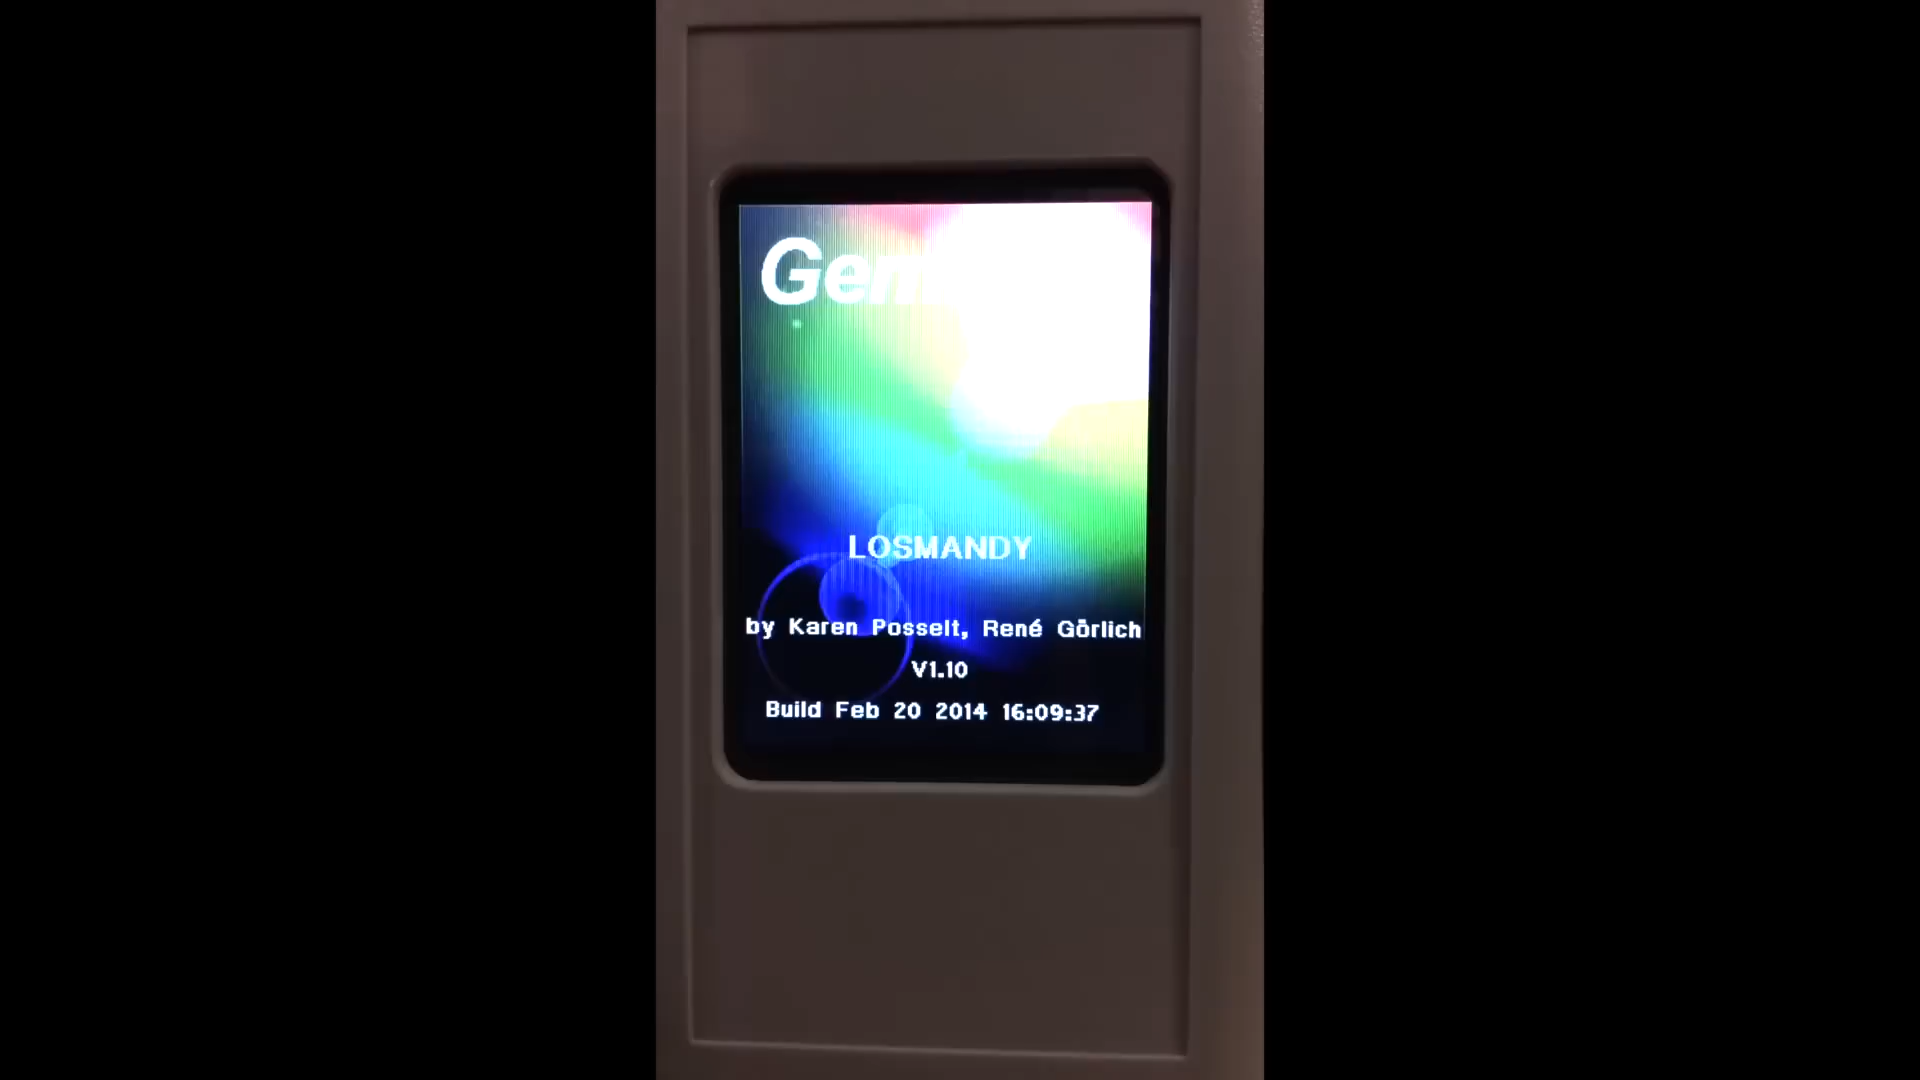 LOSMANDY
by Karen Posselt, René Görlich
V1.10
Build Feb 20 2014 16:09:37